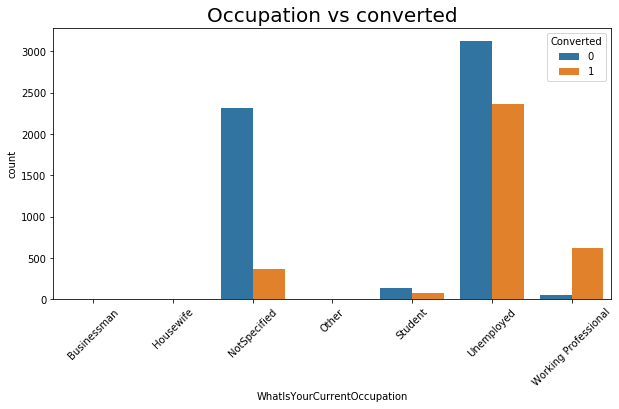 Occupation vs converted
Converted
0
1
3000
2500
2000
1500
1000
500
0
count
Businessman
Housewife
NotSpecified
Other
Student
Unemployed
Working Professional
WhatIsYourCurrentOccupation